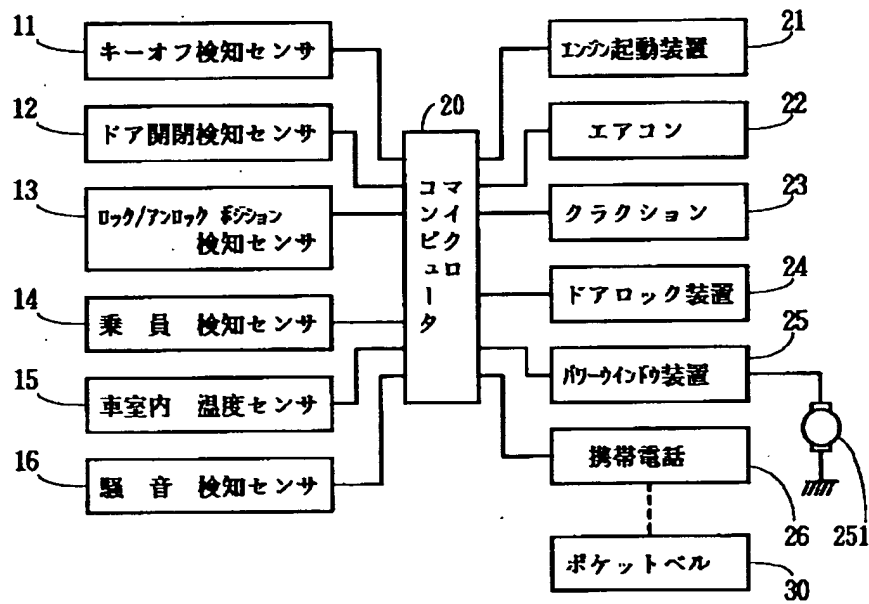 11
キーオフ検知センサ
12
ドア開閉検知センサ
13
ロック/アンロック ポジション
検知センサ
14
乗 員 検知センサ
15
車室内 温度センサ
16
騒 音 検知センサ
20
マイクロ
コンピュータ
21
エンジン起動装置
22
エアコン
23
クラクション
24
ドアロック装置
25
パワーウインドウ装置
251
26
携帯電話
30
ポケットベル